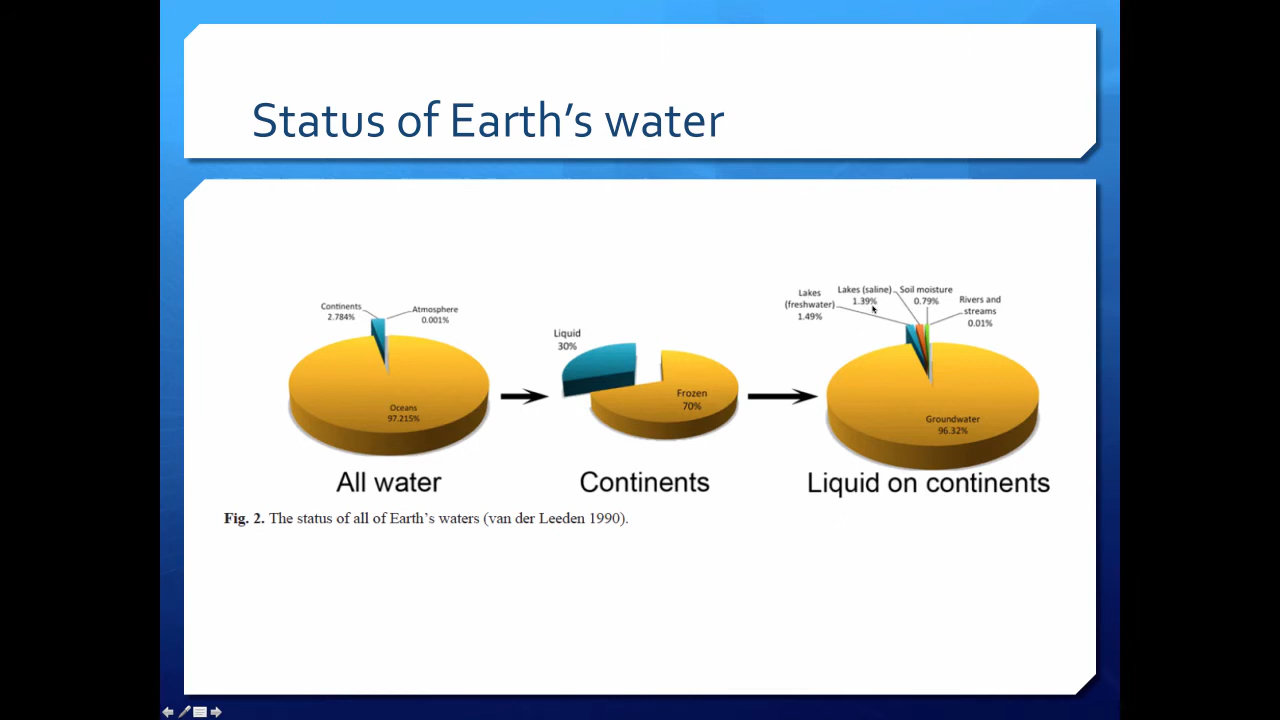 Status of Earth's water
Continents
2.784%
Atmosphere
0.001%
Oceans
97.215%
All water
Liquid
30%
Frozen
70%
Continents
Lakes
(freshwater)
1.49%
Lakes (saline)
1.39%
Soil moisture
0.79%
Rivers and
streams
0.01%
Groundwater
96.32%
Liquid on continents
Fig. 2. The status of all of Earth's waters (van der Leeden 1990).